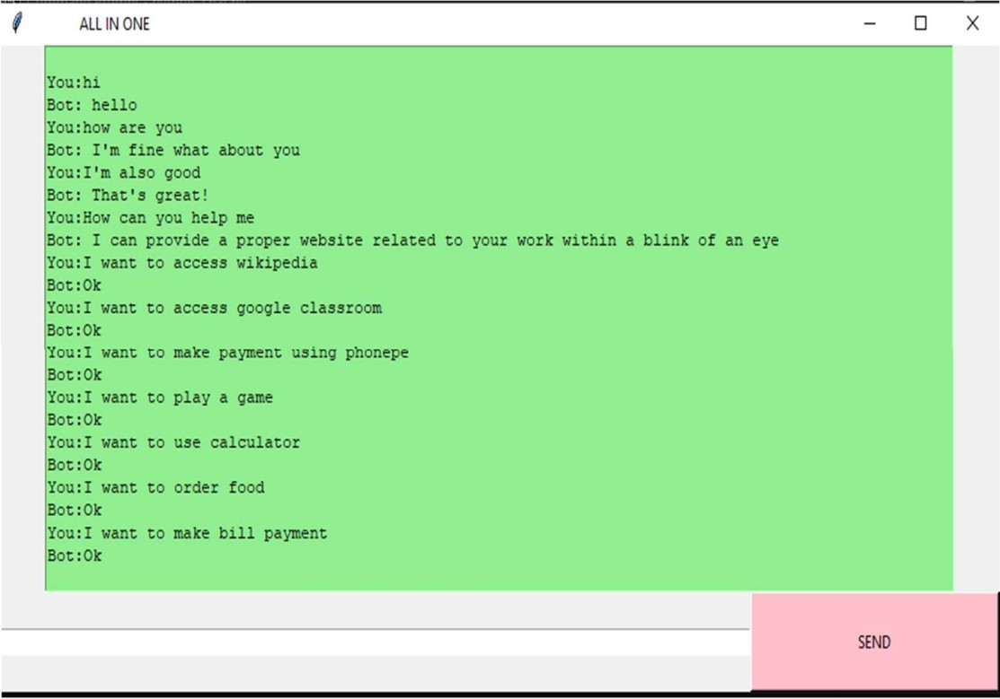 ALL IN ONE
You:hi
Bot: hello
You:how are you
Bot: I'm fine what about you
You:I'm also good
Bot: That's great!
You:How can you help me
Bot: I can provide a proper website related to your work within a blink of an eye
You:I want to access wikipedia
Bot:Ok
You:I want to access google classroom
Bot:Ok
You:I want to make payment using phonepe
Bot:Ok
You:I want to play a game
Bot:Ok
You:I want to use calculator
Bot:Ok
You:I want to order food
Bot:Ok
You:I want to make bill payment
Bot:Ok
SEND